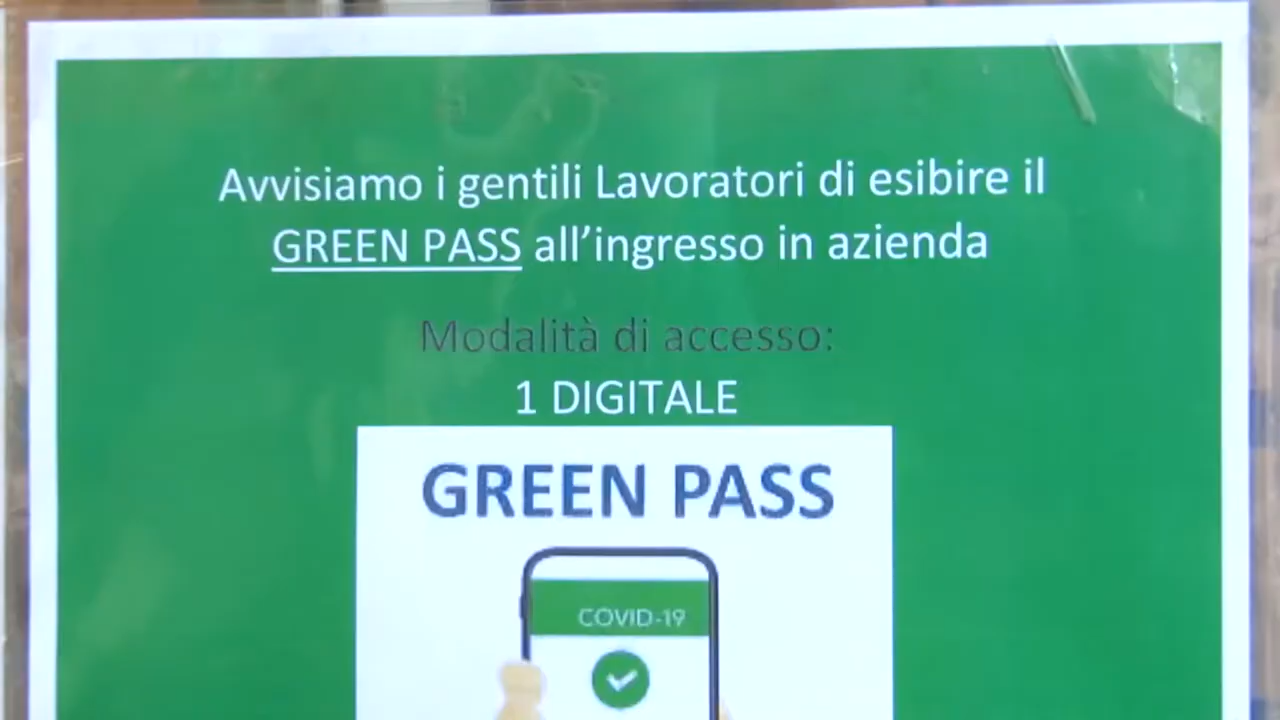 Avvisiamo i gentili Lavoratori di esibire il
GREEN PASS all’ingresso in azienda
Modalità di accesso:
1 DIGITALE
GREEN PASS
COVID-19